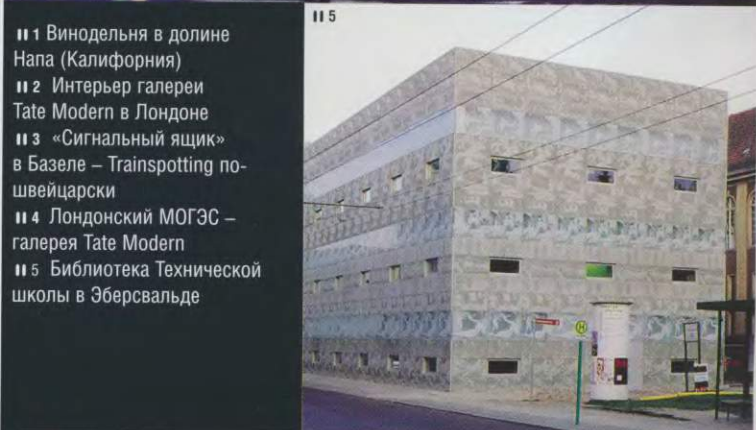 II 1 Винодельня в долине
Напа (Калифорния)
II 2 Интерьер галереи
Tate Modern в Лондоне
II 3 «Сигнальный ящик»
в Базеле – Trainspotting по-
швейцарски
II 4 Лондонский МОГЭС –
галерея Tate Modern
II 5 Библиотека Технической
школы в Эберсвальде
II 5
H